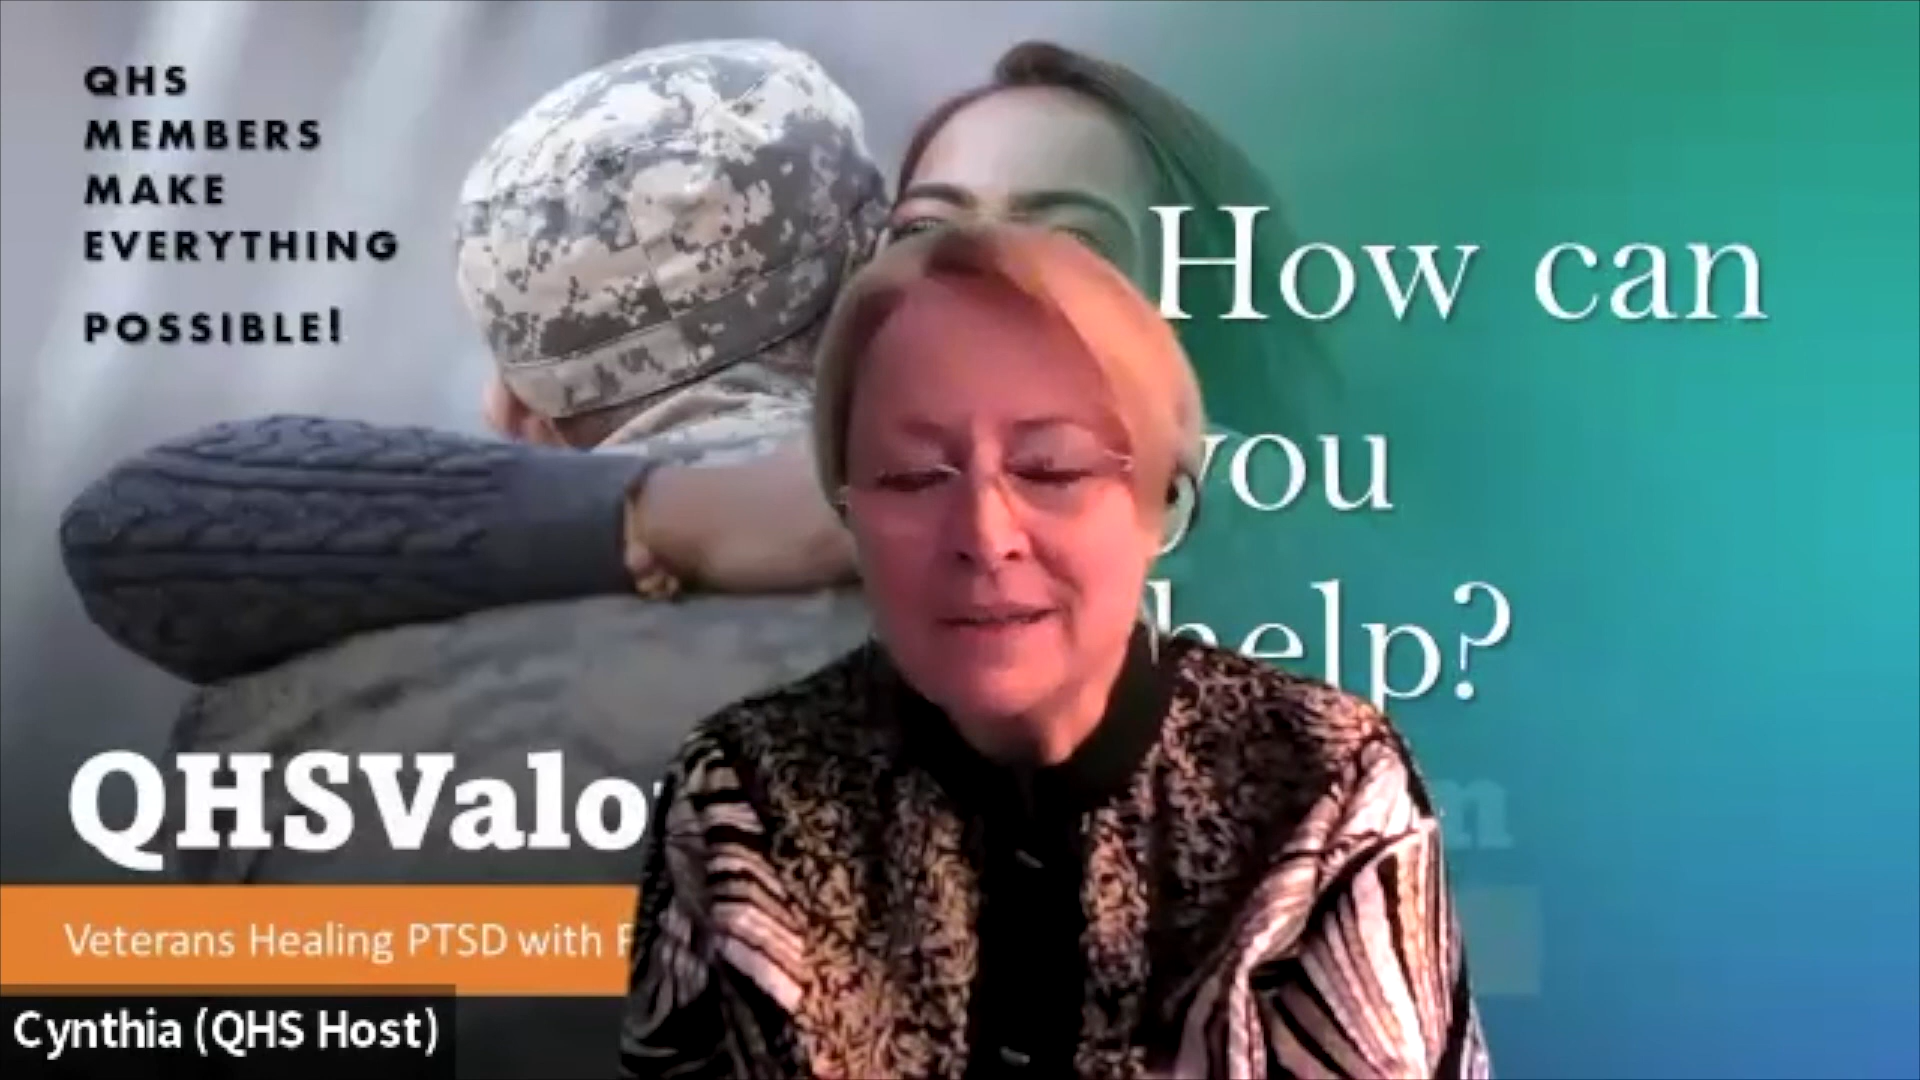 QHS
MEMBERS
MAKE
EVERYTHING
POSSIBLE!
How can
you
help?
QHSValo
Veterans Healing PTSD with
Cynthia (QHS Host)